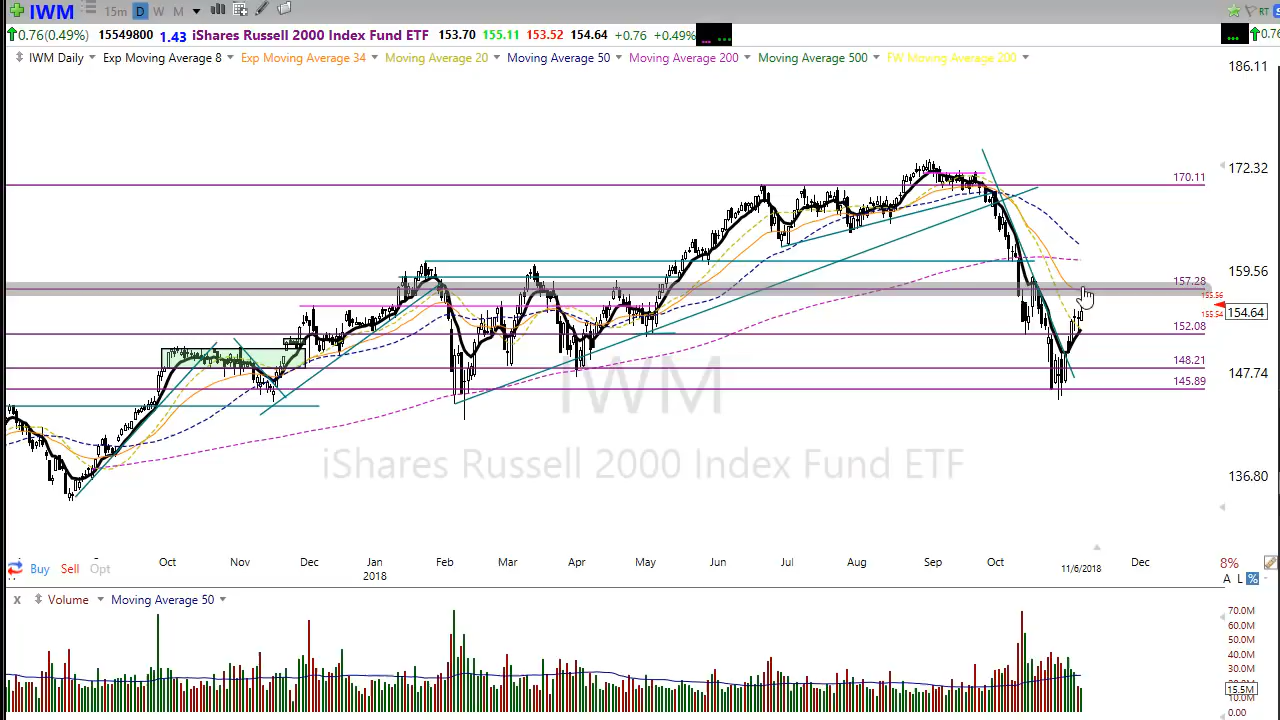 IWM 15m D W M RT
0.76(0.49%) 15549800 1.43 iShares Russell 2000 Index Fund ETF 153.70 155.11 153.52 154.64 +0.76 +0.49% 0.76
IWM Daily Exp Moving Average 8 Exp Moving Average 34 Moving Average 20 Moving Average 50 Moving Average 200 Moving Average 500 FW Moving Average 200
186.11
172.32
170.11
159.56
157.28
154.64
152.08
148.21
147.74
145.89
IWM
iShares Russell 2000 Index Fund ETF
136.80
Oct Nov Dec Jan Feb Mar Apr May Jun Jul Aug Sep Oct Dec
2018 11/6/2018
Buy Sell Opt 8%
A L %
X Volume Moving Average 50
70.0M
60.0M
50.0M
40.0M
30.0M
15.5M
10.0M
0.00